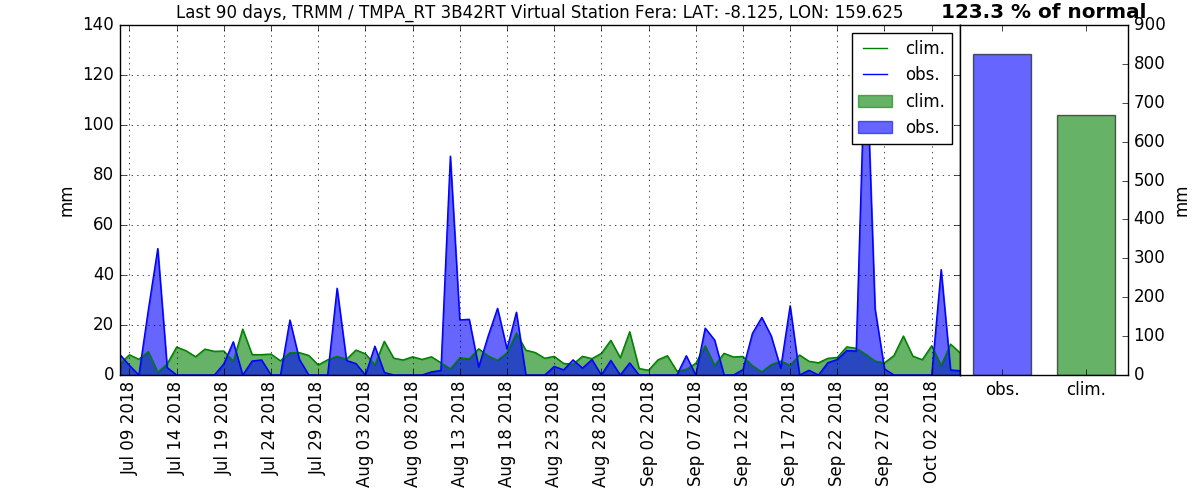 Last 90 days, TRMM / TMPA_RT 3B42RT Virtual Station Fera: LAT: -8.125, LON: 159.625
123.3 % of normal
140
120
100
80
60
40
20
0
mm
clim.
obs.
clim.
obs.
900
800
700
600
500
400
300
200
100
0
mm
obs.
clim.
Jul 09 2018
Jul 14 2018
Jul 19 2018
Jul 24 2018
Jul 29 2018
Aug 03 2018
Aug 08 2018
Aug 13 2018
Aug 18 2018
Aug 23 2018
Aug 28 2018
Sep 02 2018
Sep 07 2018
Sep 12 2018
Sep 17 2018
Sep 22 2018
Sep 27 2018
Oct 02 2018